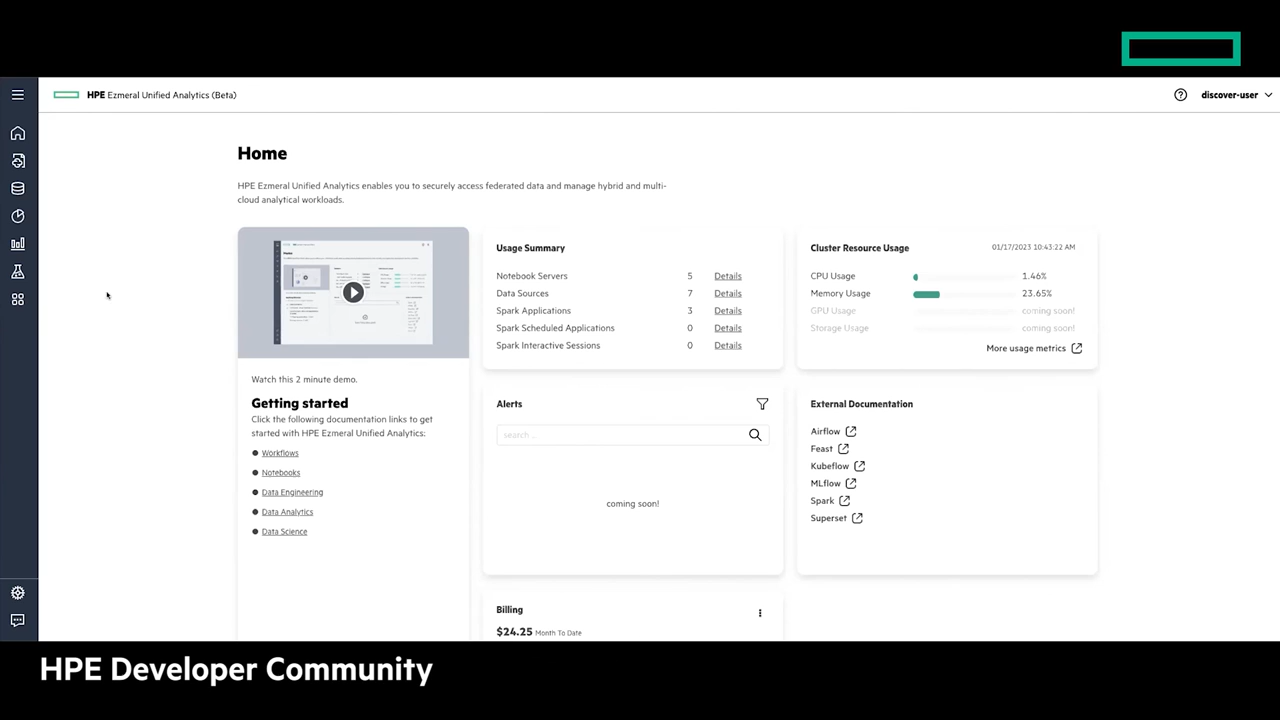 HPE Ezmeral Unified Analytics (Beta)
discover-user
Home
HPE Ezmeral Unified Analytics enables you to securely access federated data and manage hybrid and multi-
cloud analytical workloads.
Watch this 2 minute demo.
Getting started
Click the following documentation links to get
started with HPE Ezmeral Unified Analytics:
Workflows
Notebooks
Data Engineering
Data Analytics
Data Science
Usage Summary
Notebook Servers 5 Details
Data Sources 7 Details
Spark Applications 3 Details
Spark Scheduled Applications 0 Details
Spark Interactive Sessions 0 Details
Cluster Resource Usage 01/17/2023 10:43:22 AM
CPU Usage 1.46%
Memory Usage 23.65%
GPU Usage coming soon!
Storage Usage coming soon!
More usage metrics
Alerts
search ..
coming soon!
External Documentation
Airflow
Feast
Kubeflow
MLflow
Spark
Superset
Billing
$24.25 Month To Date
HPE Developer Community